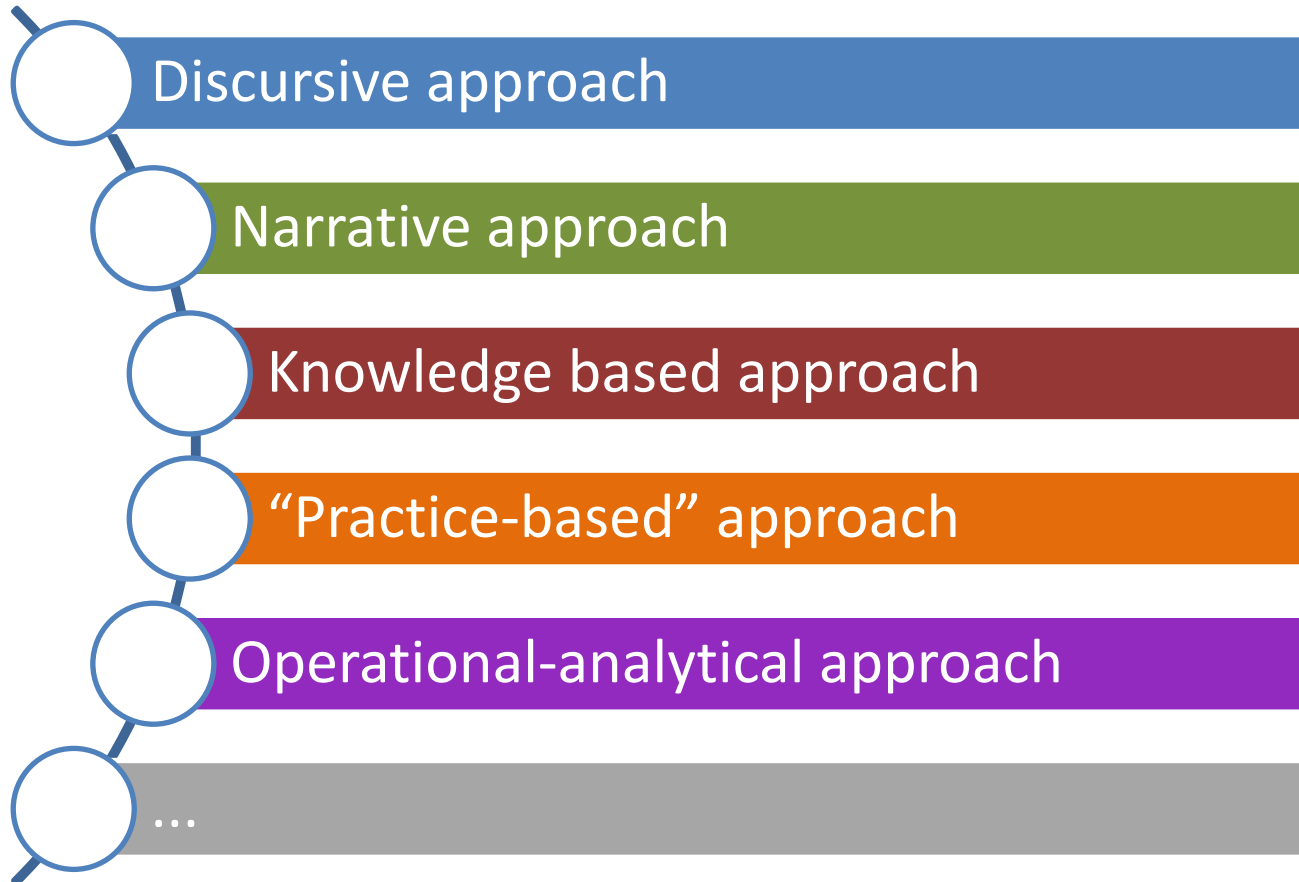 Discursive approach
Narrative approach
Knowledge based approach
“Practice-based” approach
Operational-analytical approach
...